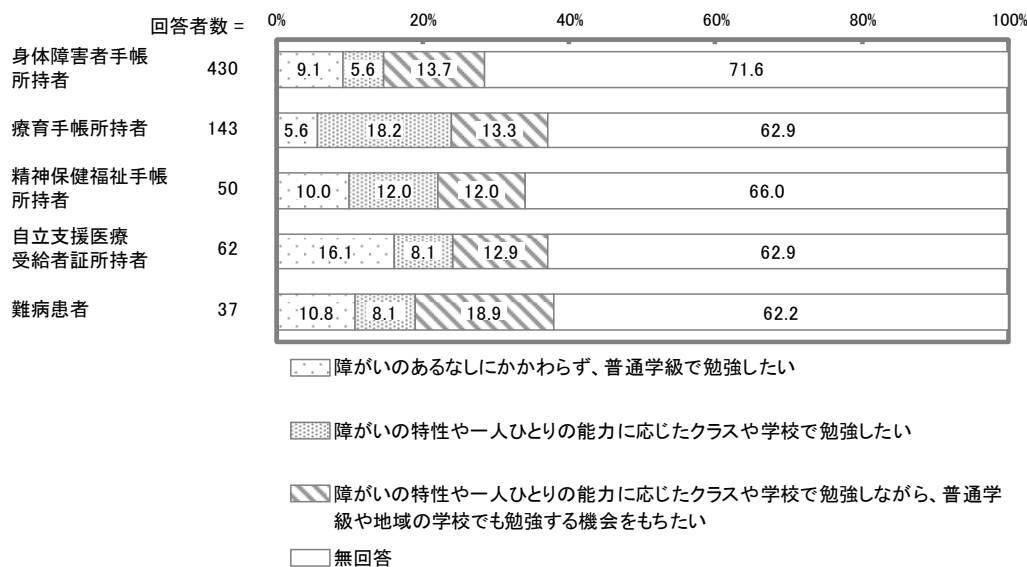 回答者数 =
0% 20% 40% 60% 80% 100%
身体障害者手帳
所持者
430 9.1 5.6 13.7 71.6
療育手帳所持者 143 5.6 18.2 13.3 62.9
精神保健福祉手帳
所持者
50 10.0 12.0 12.0 66.0
自立支援医療
受給者証所持者
62 16.1 8.1 12.9 62.9
難病患者 37 10.8 8.1 18.9 62.2
障がいのあるなしにかかわらず、普通学級で勉強したい
障がいの特性や一人ひとりの能力に応じたクラスや学校で勉強したい
障がいの特性や一人ひとりの能力に応じたクラスや学校で勉強しながら、普通学
級や地域の学校でも勉強する機会をもちたい
無回答